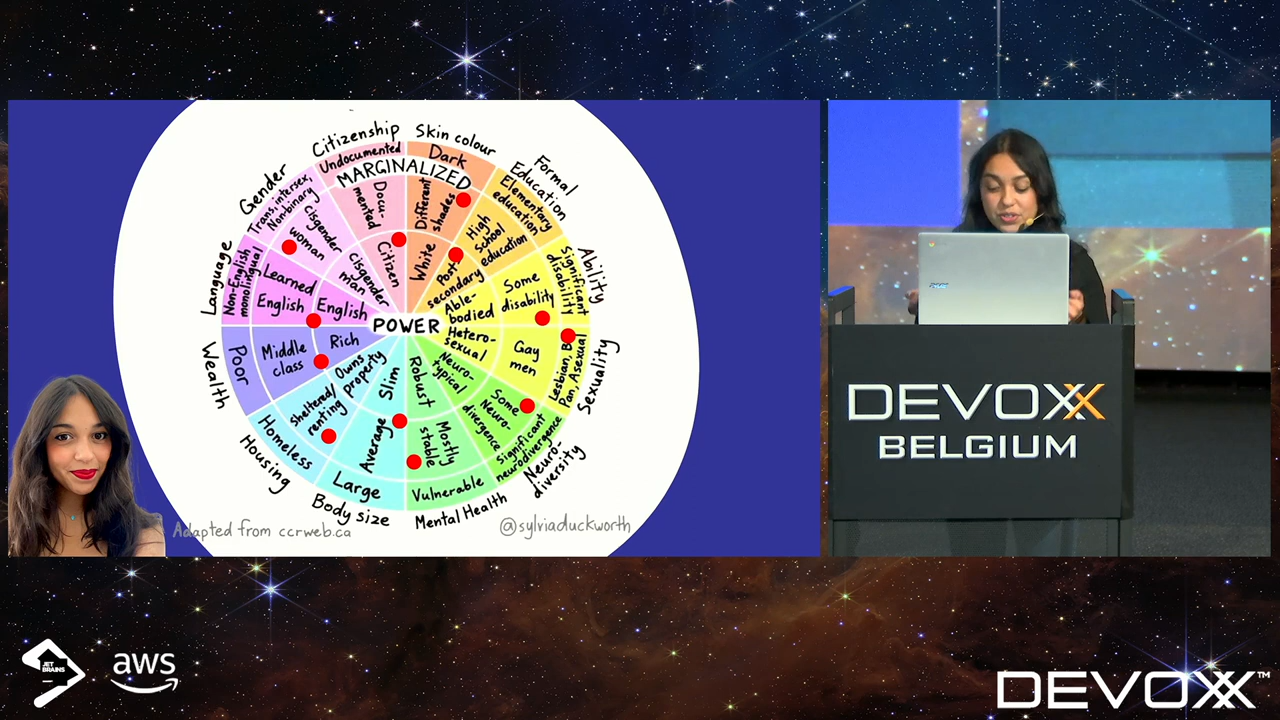 Citizenship
Undocumented
Docu-
mented
Citizen
Skin colour
Dark
Different
shades
White
Formal
Education
Elementary
education
High
school
education
Post-
secondary
Ability
Significant
disability
Some
disability
Able-
bodied
Sexuality
Lesbian,
Pan, Asexual
Gay
men
Hetero-
sexual
Neuro-
diversity
Significant
neurodivergence
Some
Neuro-
divergence
Neuro-
typical
Mental Health
Vulnerable
Mostly
stable
Robust
Body size
Large
Average
Slim
Housing
Homeless
Sheltered/
renting
Owns
property
Wealth
Poor
Middle
class
Rich
Language
Non-English
monolingual
Learned
English
English
Gender
Trans, intersex,
Nonbinary
Cisgender
woman
Cisgender
man
MARGINALIZED
POWER
Adapted from ccrweb.ca
@sylviaduckworth
DEVOXX
BELGIUM
JET
BRAINS
aws
DEVOXX™